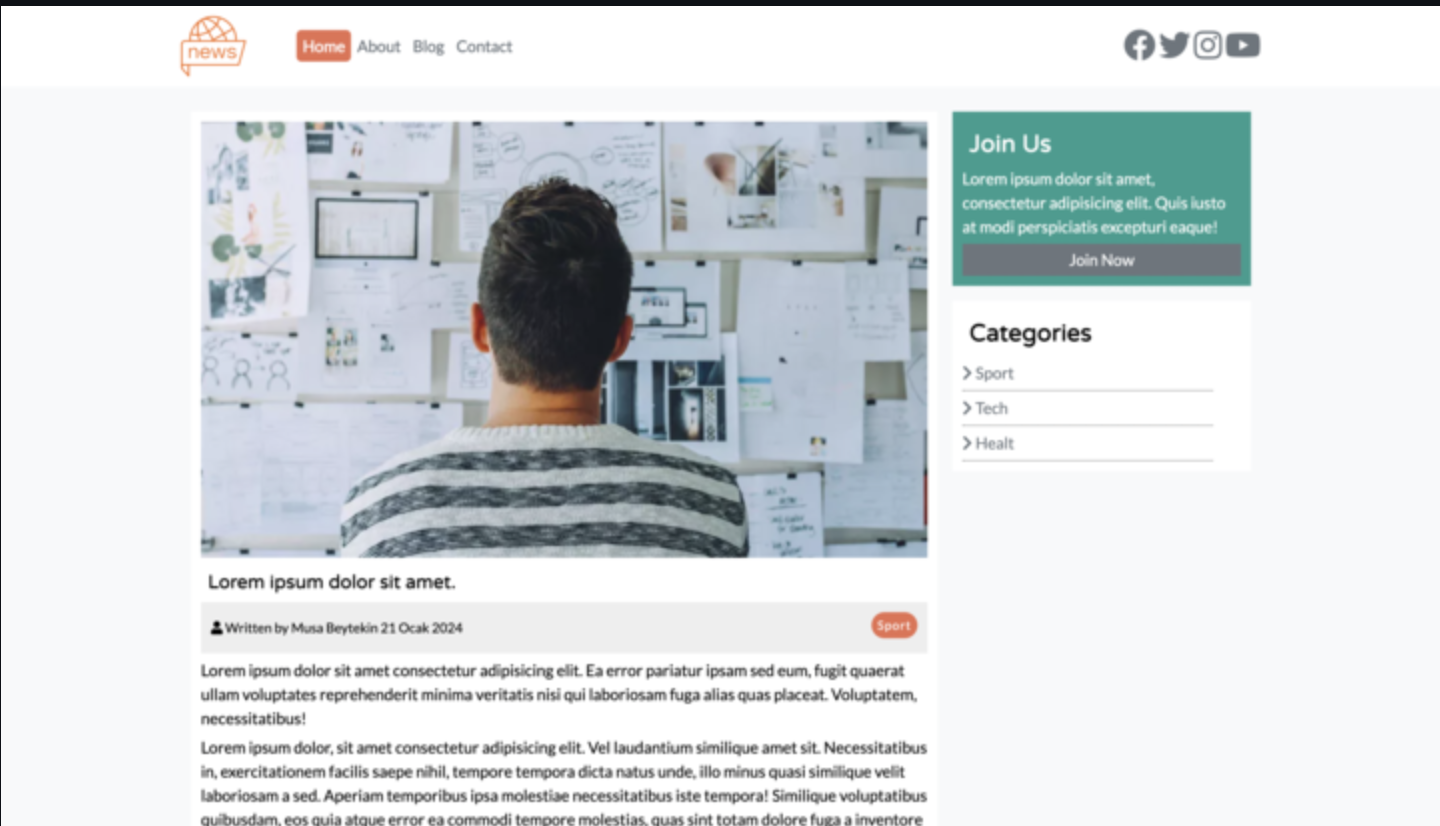 news
Home About Blog Contact
Lorem ipsum dolor sit amet.
Written by Musa Beytekin 21 Ocak 2024
Sport
Lorem ipsum dolor sit amet consectetur adipisicing elit. Ea error pariatur ipsam sed eum, fugit quaerat
ullam voluptates reprehenderit minima veritatis nisi qui laboriosam fuga alias quas placeat. Voluptatem,
necessitatibus!
Lorem ipsum dolor, sit amet consectetur adipisicing elit. Vel laudantium similique amet sit. Necessitatibus
in, exercitationem facilis saepe nihil, tempore tempora dicta natus unde, illo minus quasi similique velit
laboriosam a sed. Aperiam temporibus ipsa molestiae necessitatibus iste tempora! Similique voluptatibus
quibusdam, eos quia atque error ea commodi tempore molestias, quas sint totam dolore fuga a inventore
Join Us
Lorem ipsum dolor sit amet,
consectetur adipisicing elit. Quis iusto
at modi perspiciatis excepturi eaque!
Join Now
Categories
Sport
Tech
Healt